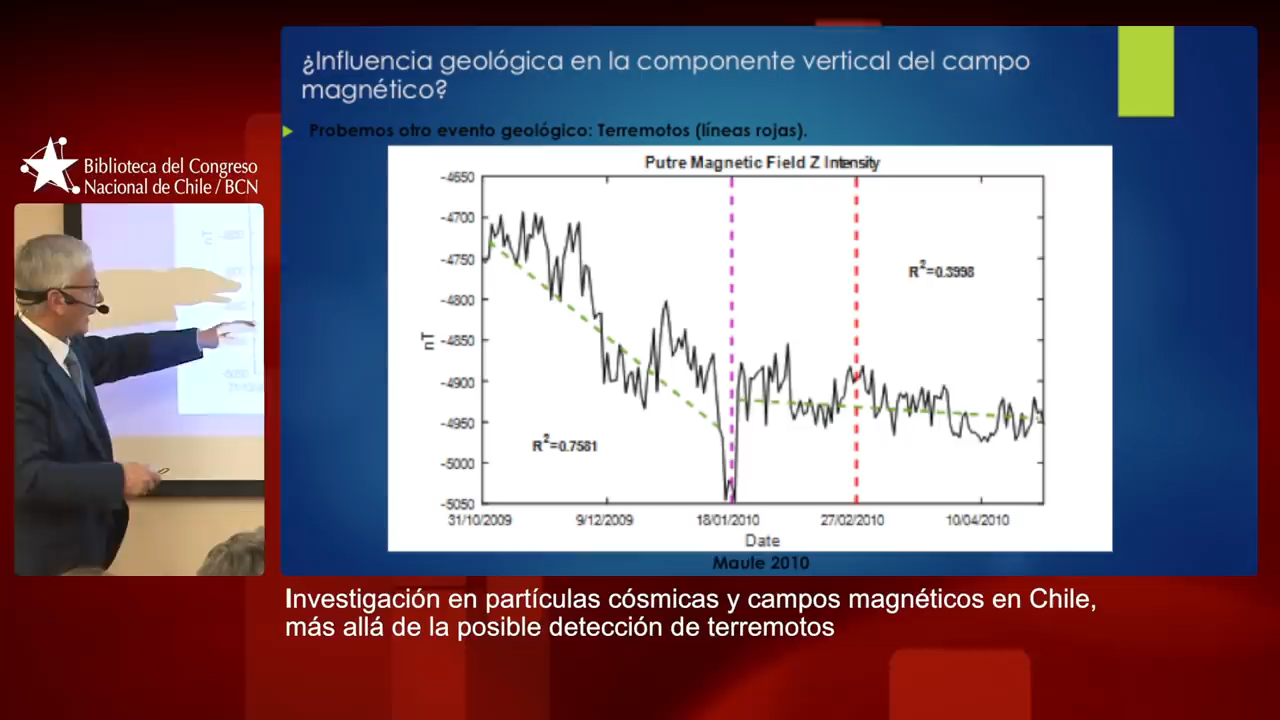 ¿Influencia geológica en la componente vertical del campo
magnético?
Probemos otro evento geológico: Terremotos (líneas rojas).
Biblioteca del Congreso
Nacional de Chile / BCN
Putre Magnetic Field Z Intensity
-4650
-4700
-4750
-4800
-4850
-4900
-4950
-5000
-5050
nT
R²=0.3998
R²=0.7581
31/10/2009 9/12/2009 18/01/2010 27/02/2010 10/04/2010
Date
Maule 2010
Investigación en partículas cósmicas y campos magnéticos en Chile,
más allá de la posible detección de terremotos